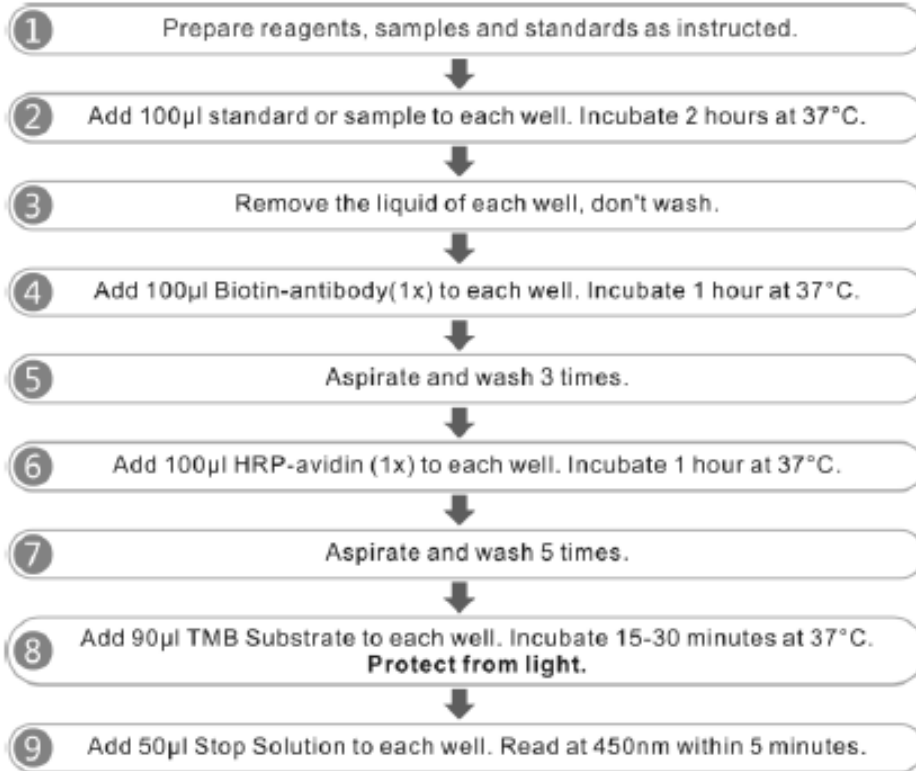 1 Prepare reagents, samples and standards as instructed.
2 Add 100μl standard or sample to each well. Incubate 2 hours at 37°C.
3 Remove the liquid of each well, don't wash.
4 Add 100μl Biotin-antibody(1x) to each well. Incubate 1 hour at 37°C.
5 Aspirate and wash 3 times.
6 Add 100μl HRP-avidin (1x) to each well. Incubate 1 hour at 37°C.
7 Aspirate and wash 5 times.
8 Add 90μl TMB Substrate to each well. Incubate 15-30 minutes at 37°C.
Protect from light.
9 Add 50μl Stop Solution to each well. Read at 450nm within 5 minutes.